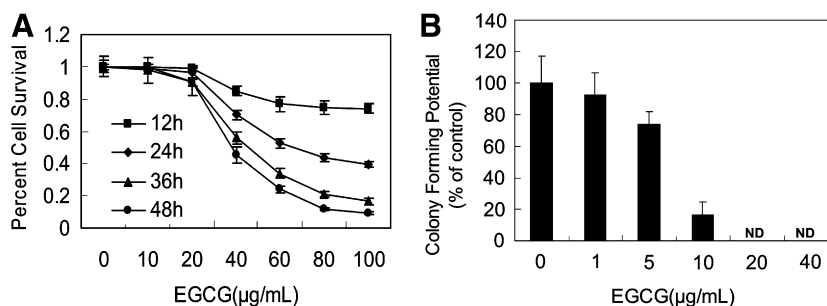 A
Percent Cell Survival
1.2
1
0.8
0.6
0.4
0.2
0
12h
24h
36h
48h
0 10 20 40 60 80 100
EGCG(µg/mL)
B
Colony Forming Potential
(% of control)
140
120
100
80
60
40
20
0
ND ND
0 1 5 10 20 40
EGCG(µg/mL)